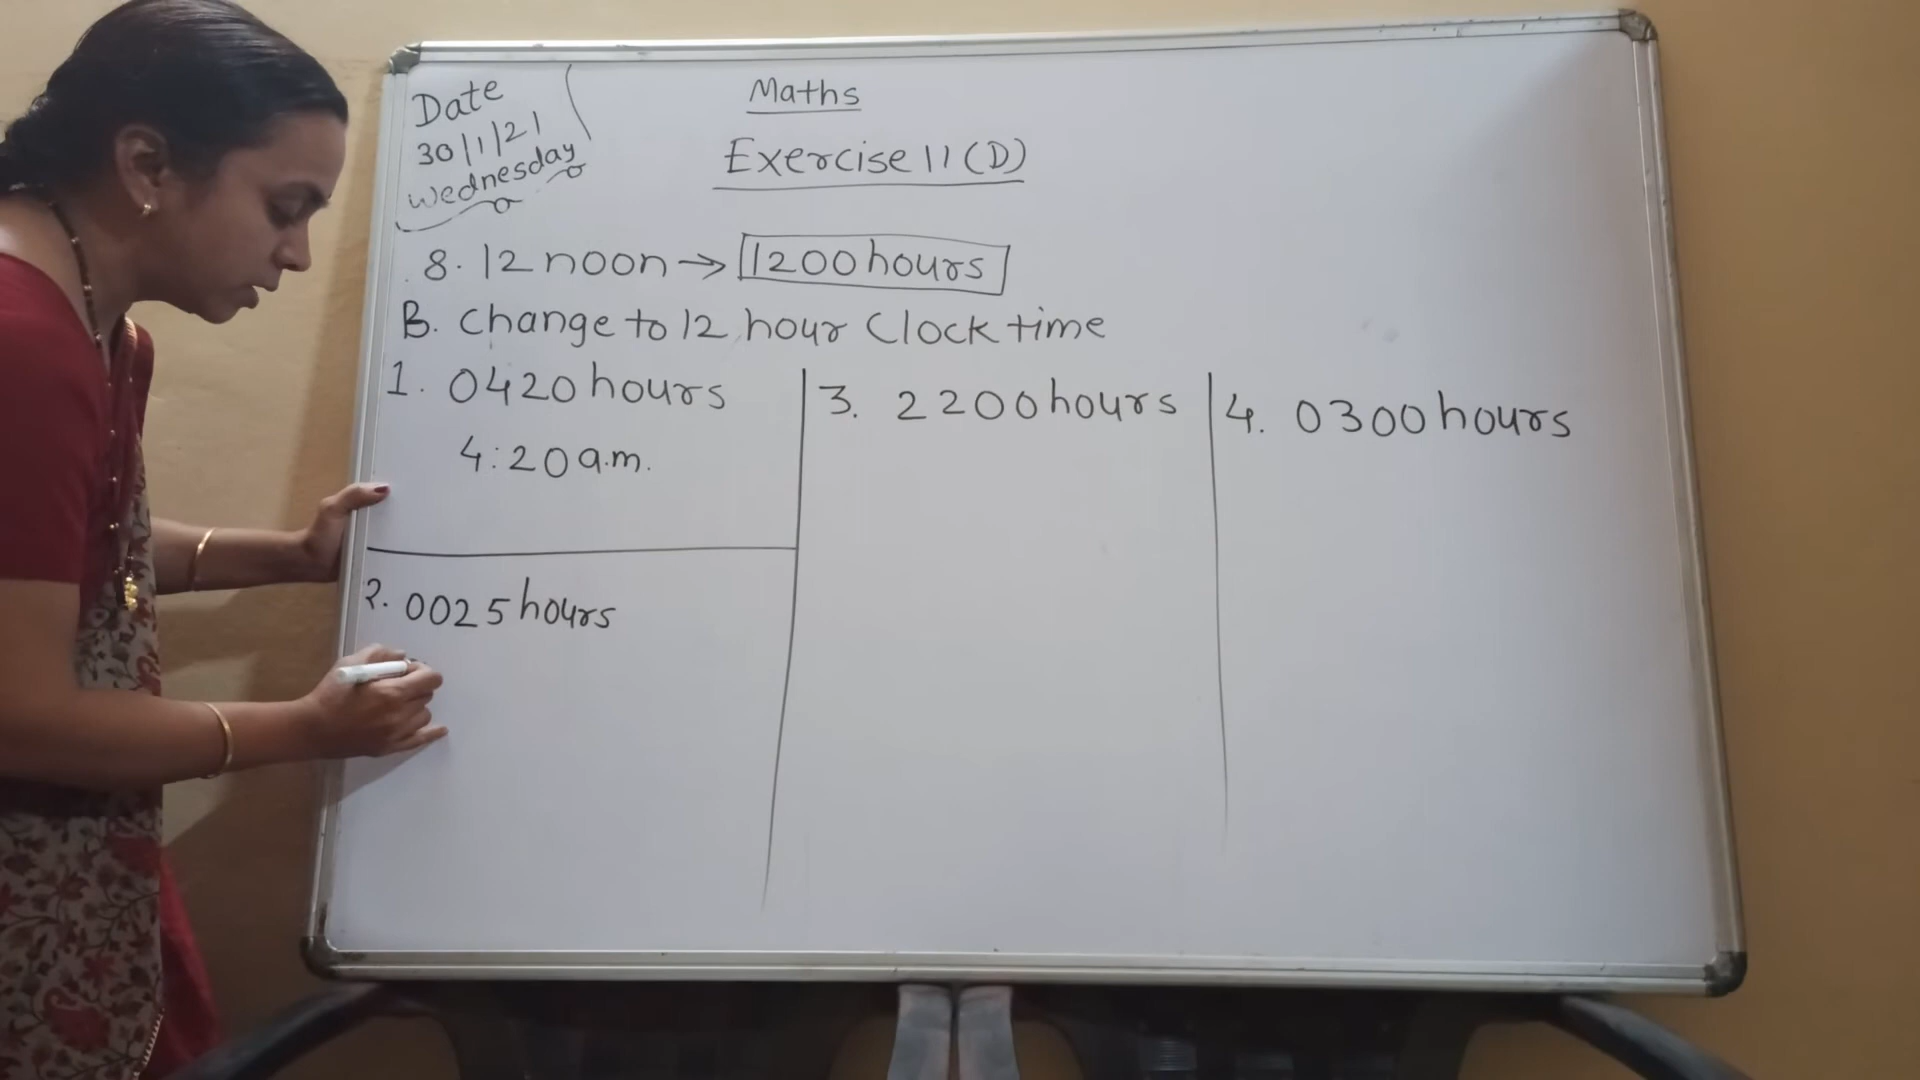 Date
30/1/21
Wednesday
Maths
Exercise 11 (D)
8. 12 noon → 1200 hours
B. Change to 12 hour Clock time
1. 0420 hours
4:20 a.m.
2. 0025 hours
3. 2200 hours
4. 0300 hours